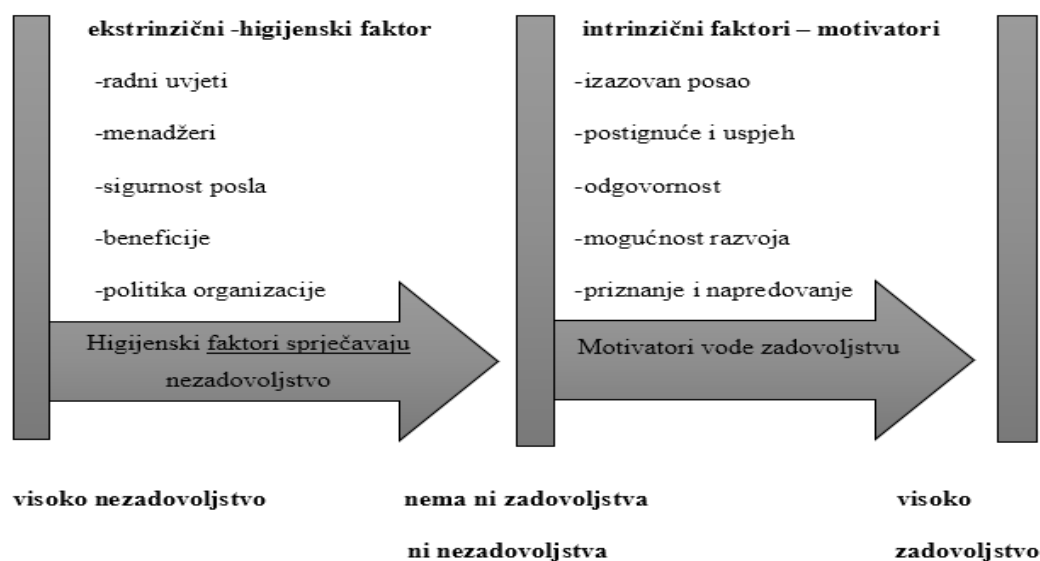 ekstrinzični -higijenski faktor
-radni uvjeti
-menadžeri
-sigurnost posla
-beneficije
-politika organizacije
Higijenski faktori sprječavaju
nezadovoljstvo
intrinzični faktori – motivatori
-izazovan posao
-postignuće i uspjeh
-odgovornost
-mogućnost razvoja
-priznanje i napredovanje
Motivatori vode zadovoljstvu
visoko nezadovoljstvo
nema ni zadovoljstva
ni nezadovoljstva
visoko
zadovoljstvo